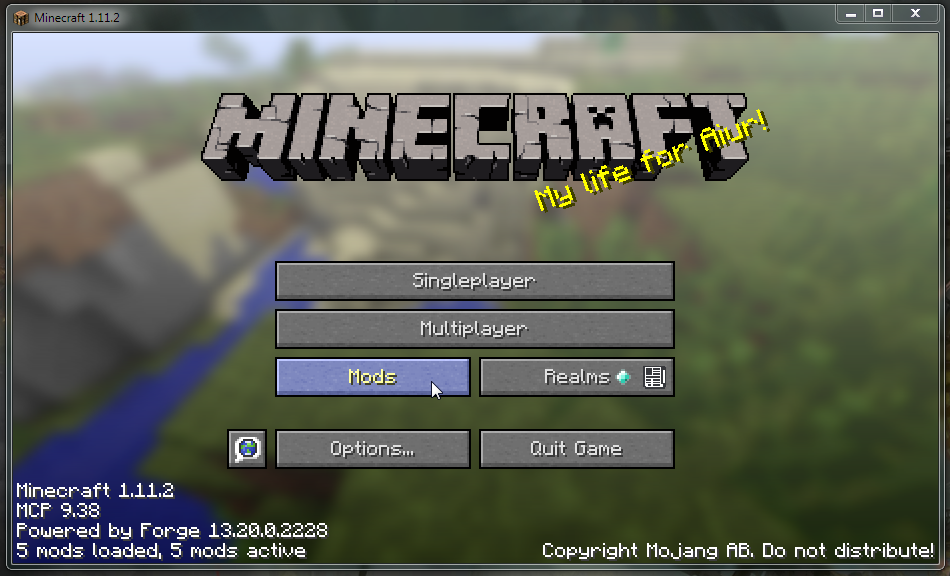 Minecraft 1.11.2
MINECRAFT
My life for Aiur!
Singleplayer
Multiplayer
Mods
Realms
Options...
Quit Game
Minecraft 1.11.2
MCP 9.38
Powered by Forge 13.20.0.2228
5 mods loaded, 5 mods active
Copyright Mojang AB. Do not distribute!